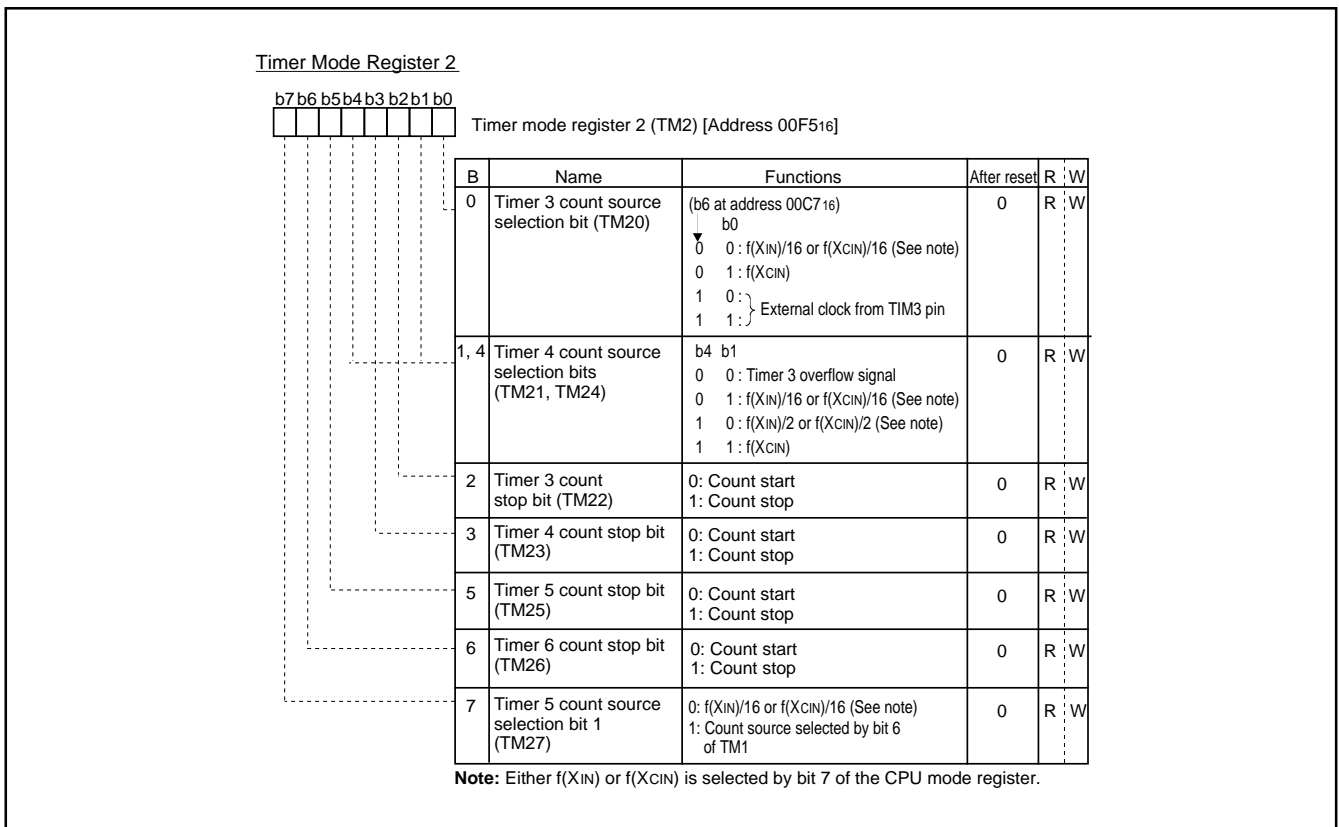 Timer Mode Register 2
b7 b6 b5 b4 b3 b2 b1 b0
Timer mode register 2 (TM2) [Address 00F516]
B Name Functions After reset R W
0 Timer 3 count source selection bit (TM20) (b6 at address 00C716) 0 R W
b0
0 0 : f(XIN)/16 or f(XCIN)/16 (See note)
0 1 : f(XCIN)
1 0 :
1 1 : External clock from TIM3 pin
1, 4 Timer 4 count source selection bits (TM21, TM24) b4 b1 0 R W
0 0 : Timer 3 overflow signal
0 1 : f(XIN)/16 or f(XCIN)/16 (See note)
1 0 : f(XIN)/2 or f(XCIN)/2 (See note)
1 1 : f(XCIN)
2 Timer 3 count stop bit (TM22) 0: Count start 0 R W
1: Count stop
3 Timer 4 count stop bit (TM23) 0: Count start 0 R W
1: Count stop
5 Timer 5 count stop bit (TM25) 0: Count start 0 R W
1: Count stop
6 Timer 6 count stop bit (TM26) 0: Count start 0 R W
1: Count stop
7 Timer 5 count source selection bit 1 (TM27) 0: f(XIN)/16 or f(XCIN)/16 (See note) 0 R W
1: Count source selected by bit 6
of TM1
Note: Either f(XIN) or f(XCIN) is selected by bit 7 of the CPU mode register.